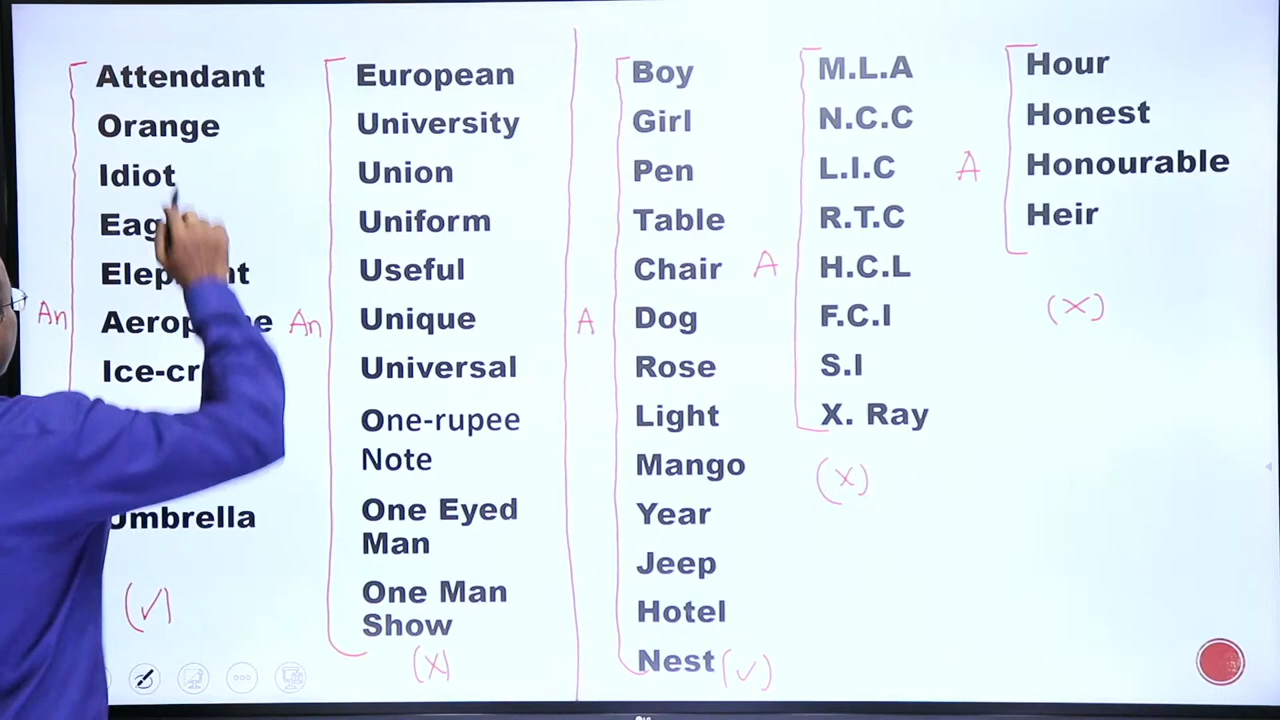 Attendant
Orange
Idiot
Ice-cr
Umbrella
An
(✓)
European
University
Union
Uniform
Useful
Unique
Universal
One-rupee
Note
One Eyed
Man
One Man
Show
An
(X)
Boy
Girl
Pen
Table
Chair
Dog
Rose
Light
Mango
Year
Jeep
Hotel
Nest (✓)
A
M.L.A
N.C.C
L.I.C
R.T.C
H.C.L
F.C.I
S.I
X. Ray
A
(X)
Hour
Honest
Honourable
Heir
A
(X)